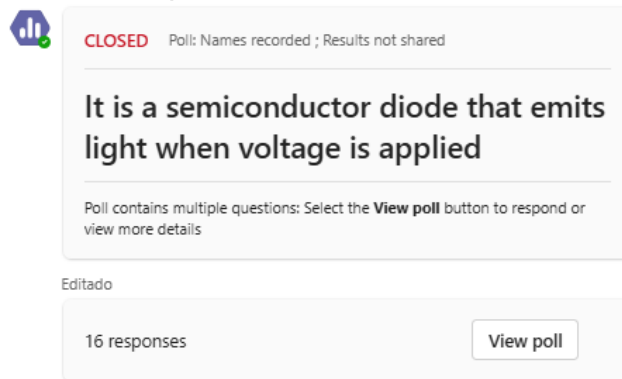 CLOSED Poll: Names recorded ; Results not shared
It is a semiconductor diode that emits
light when voltage is applied
Poll contains multiple questions: Select the View poll button to respond or
view more details
Editado
16 responses View poll